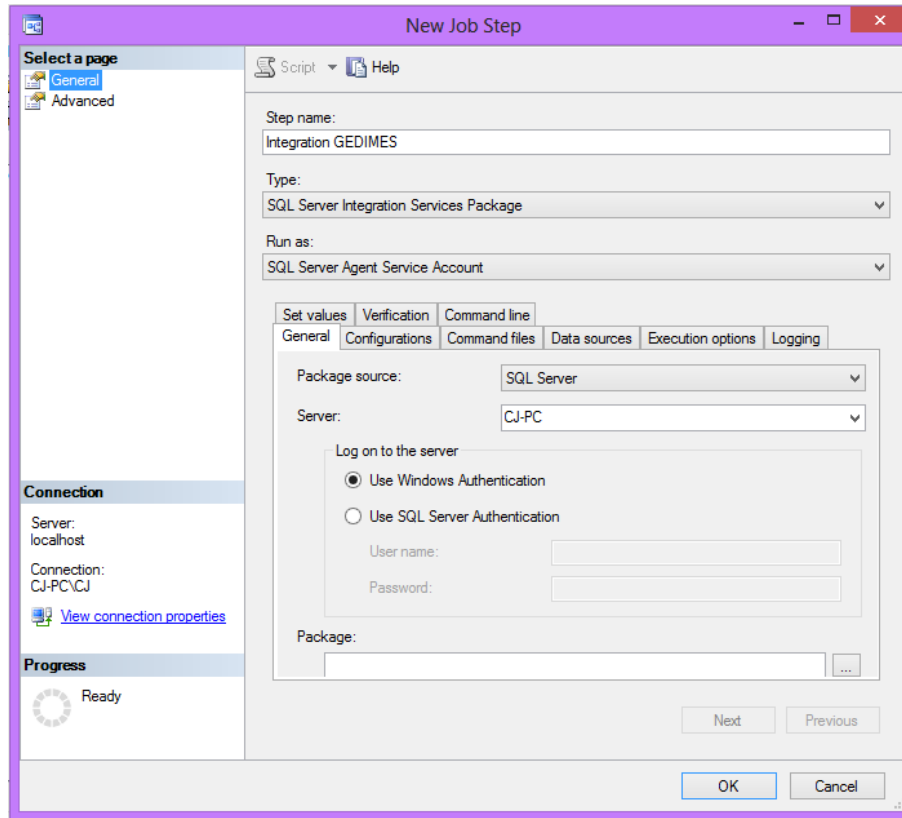 New Job Step
Select a page
General
Advanced
Script
Help
Step name:
Integration GEDIMES
Type:
SQL Server Integration Services Package
Run as:
SQL Server Agent Service Account
Set values Verification Command line
General Configurations Command files Data sources Execution options Logging
Package source: SQL Server
Server: CJ-PC
Log on to the server
Use Windows Authentication
Use SQL Server Authentication
User name:
Password:
Package:
...
Connection
Server:
localhost
Connection:
CJ-PC\CJ
View connection properties
Progress
Ready
Next Previous
OK Cancel